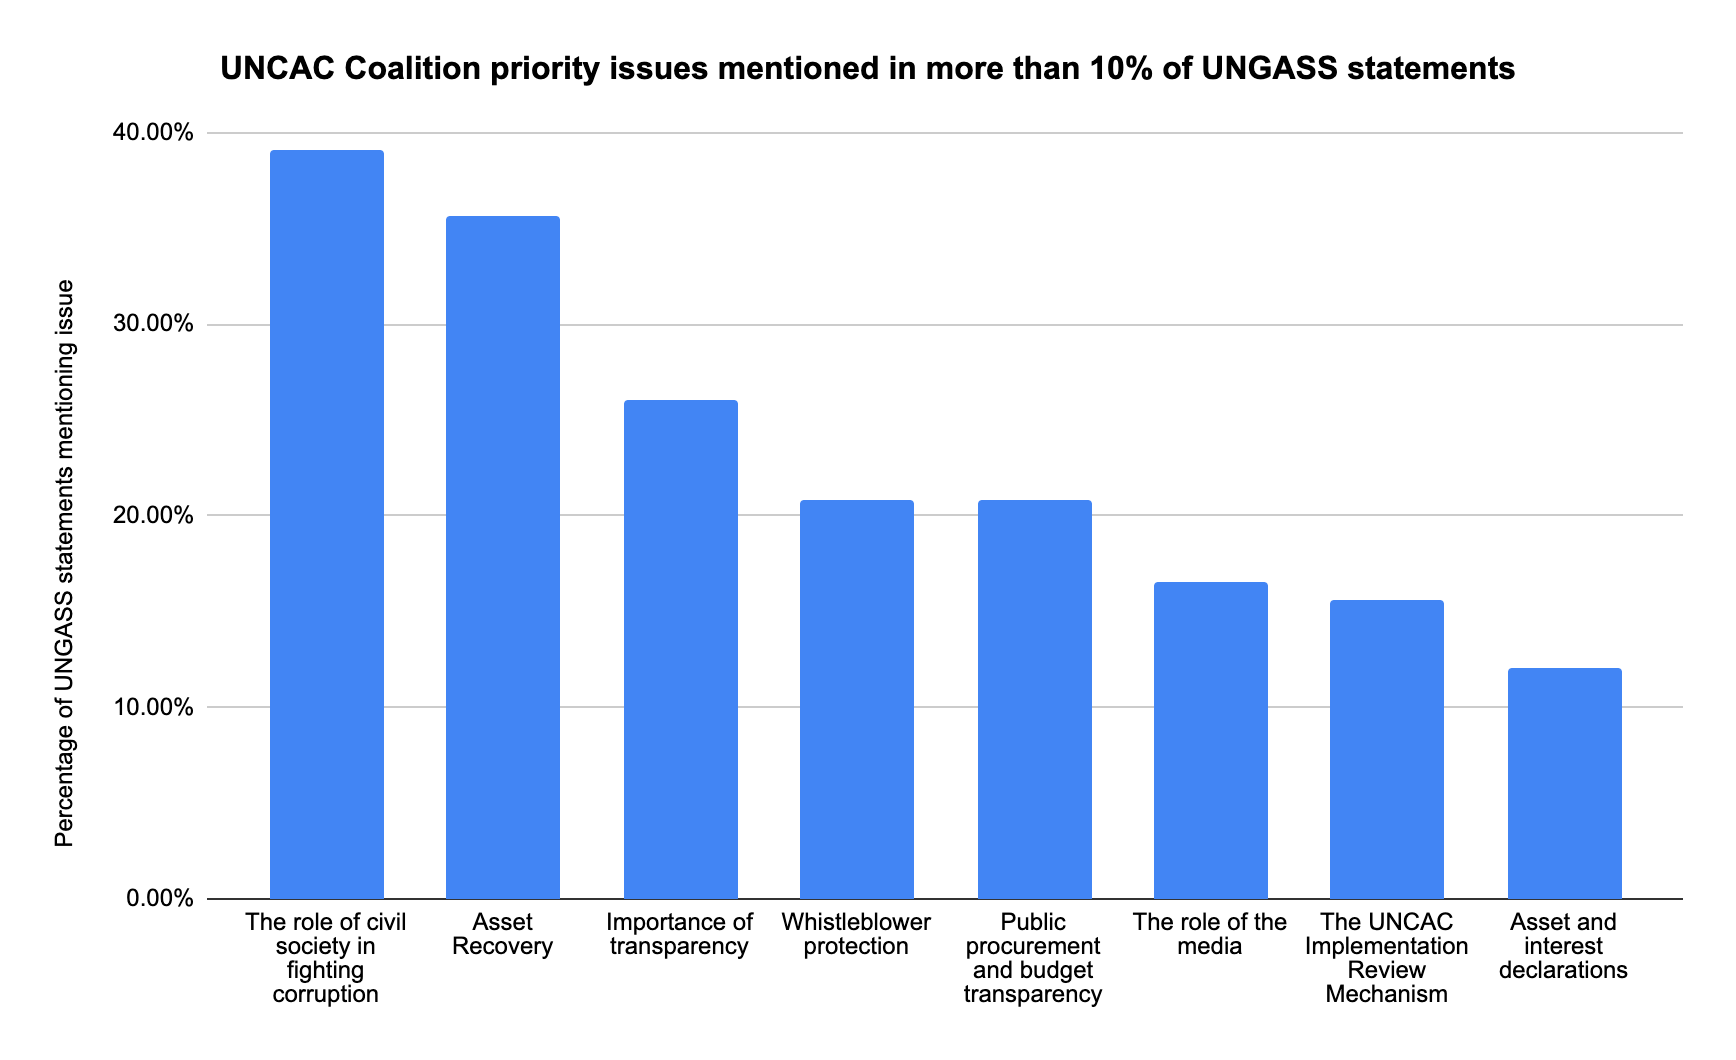 UNCAC Coalition priority issues mentioned in more than 10% of UNGASS statements
Percentage of UNGASS statements mentioning issue
40.00%
30.00%
20.00%
10.00%
0.00%
The role of civil
society in
fighting
corruption
Asset
Recovery
Importance of
transparency
Whistleblower
protection
Public
procurement
and budget
transparency
The role of the
media
The UNCAC
Implementation
Review
Mechanism
Asset and
interest
declarations